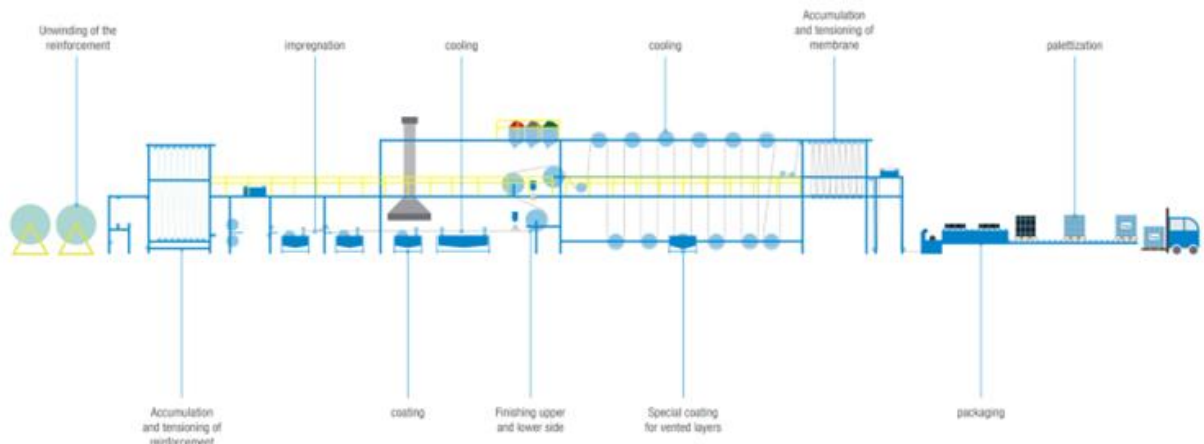 Unwinding of the
reinforcement
impregnation
cooling
cooling
Accumulation
and tensioning of
membrane
palettization
Accumulation
and tensioning of
reinforcement
coating
Finishing upper
and lower side
Special coating
for vented layers
packaging